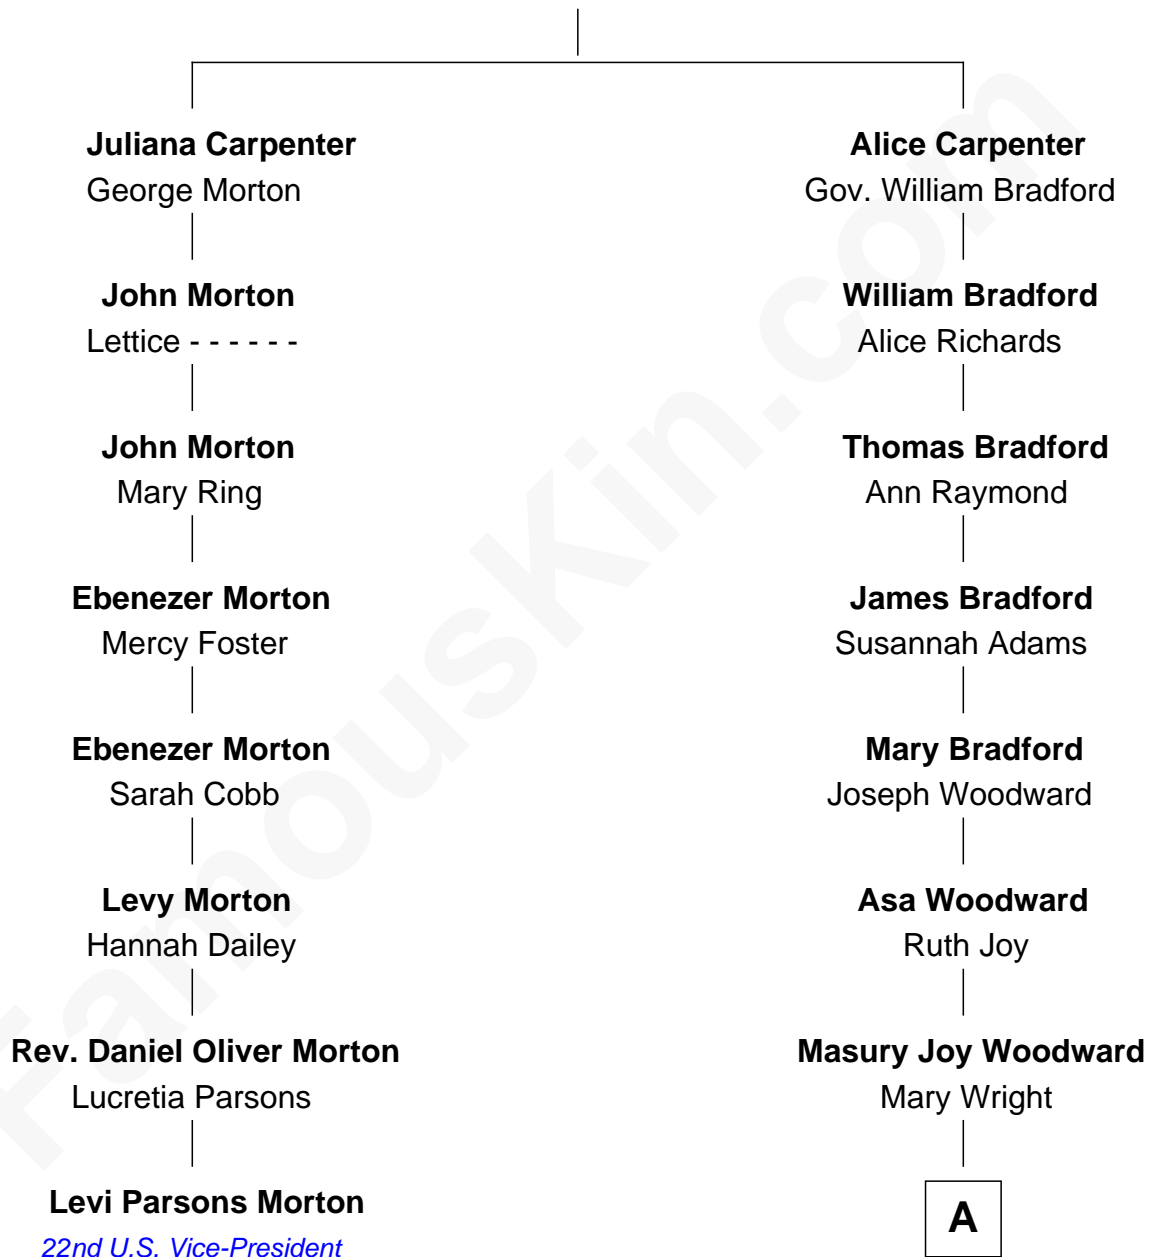 Juliana Carpenter
George Morton
Alice Carpenter
Gov. William Bradford
John Morton
Lettice - - - - - -
William Bradford
Alice Richards
John Morton
Mary Ring
Thomas Bradford
Ann Raymond
Ebenezer Morton
Mercy Foster
James Bradford
Susannah Adams
Ebenezer Morton
Sarah Cobb
Mary Bradford
Joseph Woodward
Levy Morton
Hannah Dailey
Asa Woodward
Ruth Joy
Rev. Daniel Oliver Morton
Lucretia Parsons
Masury Joy Woodward
Mary Wright
Levi Parsons Morton
22nd U.S. Vice-President
A
FamousKin.com